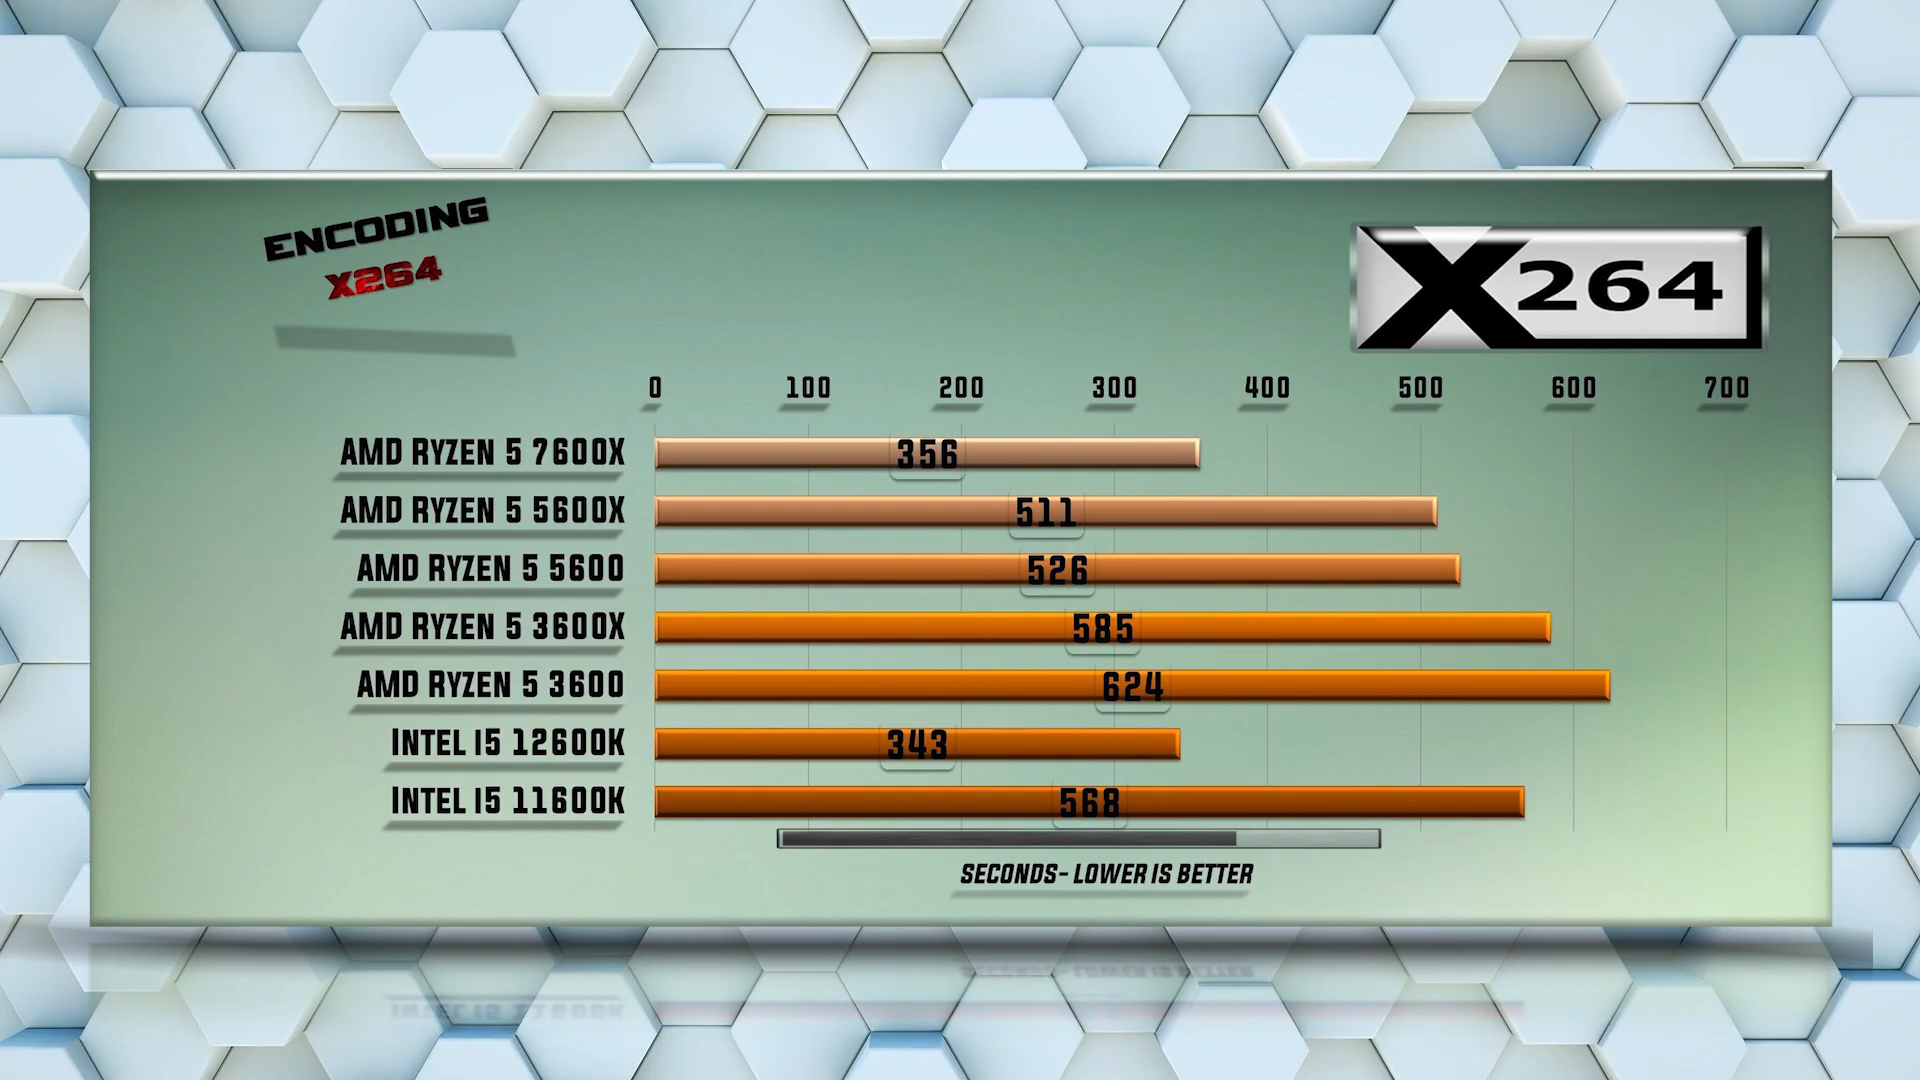 ENCODING
X264
X264
0 100 200 300 400 500 600 700
AMD RYZEN 5 7600X 356
AMD RYZEN 5 5600X 511
AMD RYZEN 5 5600 526
AMD RYZEN 5 3600X 585
AMD RYZEN 5 3600 624
INTEL I5 12600K 343
INTEL I5 11600K 568
SECONDS- LOWER IS BETTER